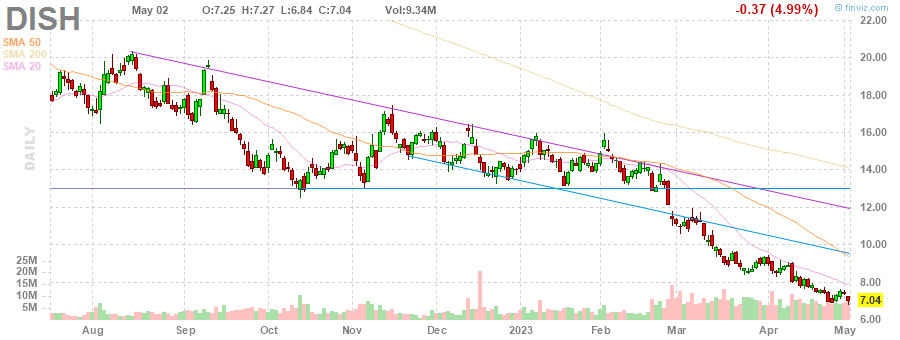 DISH May 02 O:7.25 H:7.27 L:6.84 C:7.04 Vol:9.34M -0.37 (4.99%) © finviz.com
SMA 50
SMA 200
SMA 20
DAILY
22.00
20.00
18.00
16.00
14.00
12.00
10.00
8.00
7.04
6.00
25M
20M
15M
10M
5M
Aug Sep Oct Nov Dec 2023 Feb Mar Apr May